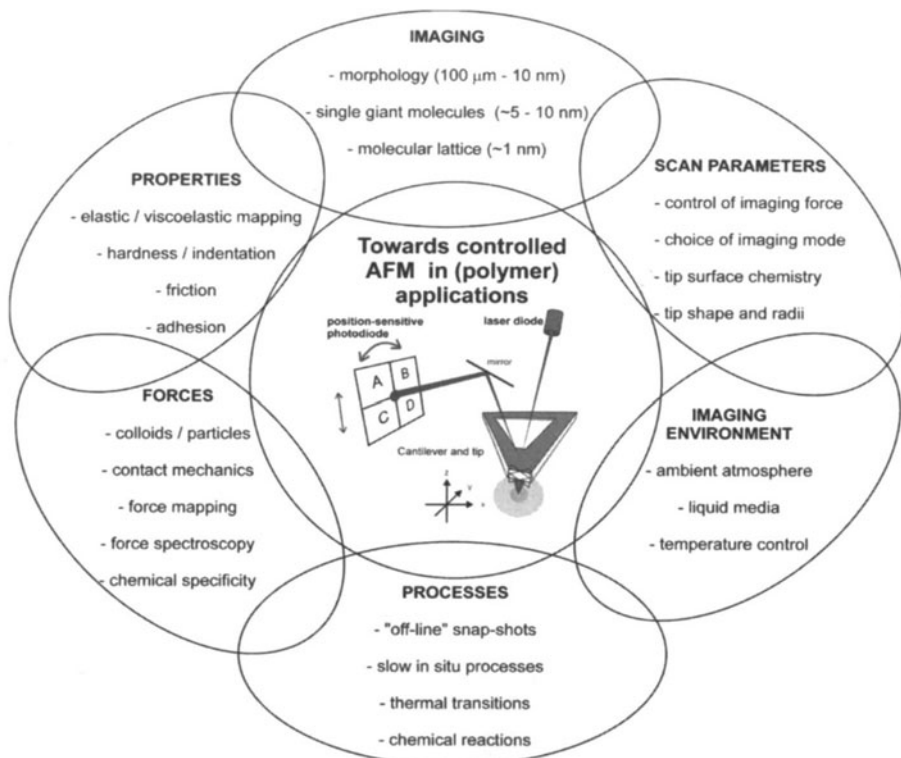 IMAGING
- morphology (100 μm - 10 nm)
- single giant molecules (~5 - 10 nm)
- molecular lattice (~1 nm)
PROPERTIES
- elastic / viscoelastic mapping
- hardness / indentation
- friction
- adhesion
SCAN PARAMETERS
- control of imaging force
- choice of imaging mode
- tip surface chemistry
- tip shape and radii
Towards controlled
AFM in (polymer)
applications
position-sensitive
photodiode
laser diode
mirror
A
B
C
D
Cantilever and tip
z
y
x
FORCES
- colloids / particles
- contact mechanics
- force mapping
- force spectroscopy
- chemical specificity
IMAGING
ENVIRONMENT
- ambient atmosphere
- liquid media
- temperature control
PROCESSES
- "off-line" snap-shots
- slow in situ processes
- thermal transitions
- chemical reactions